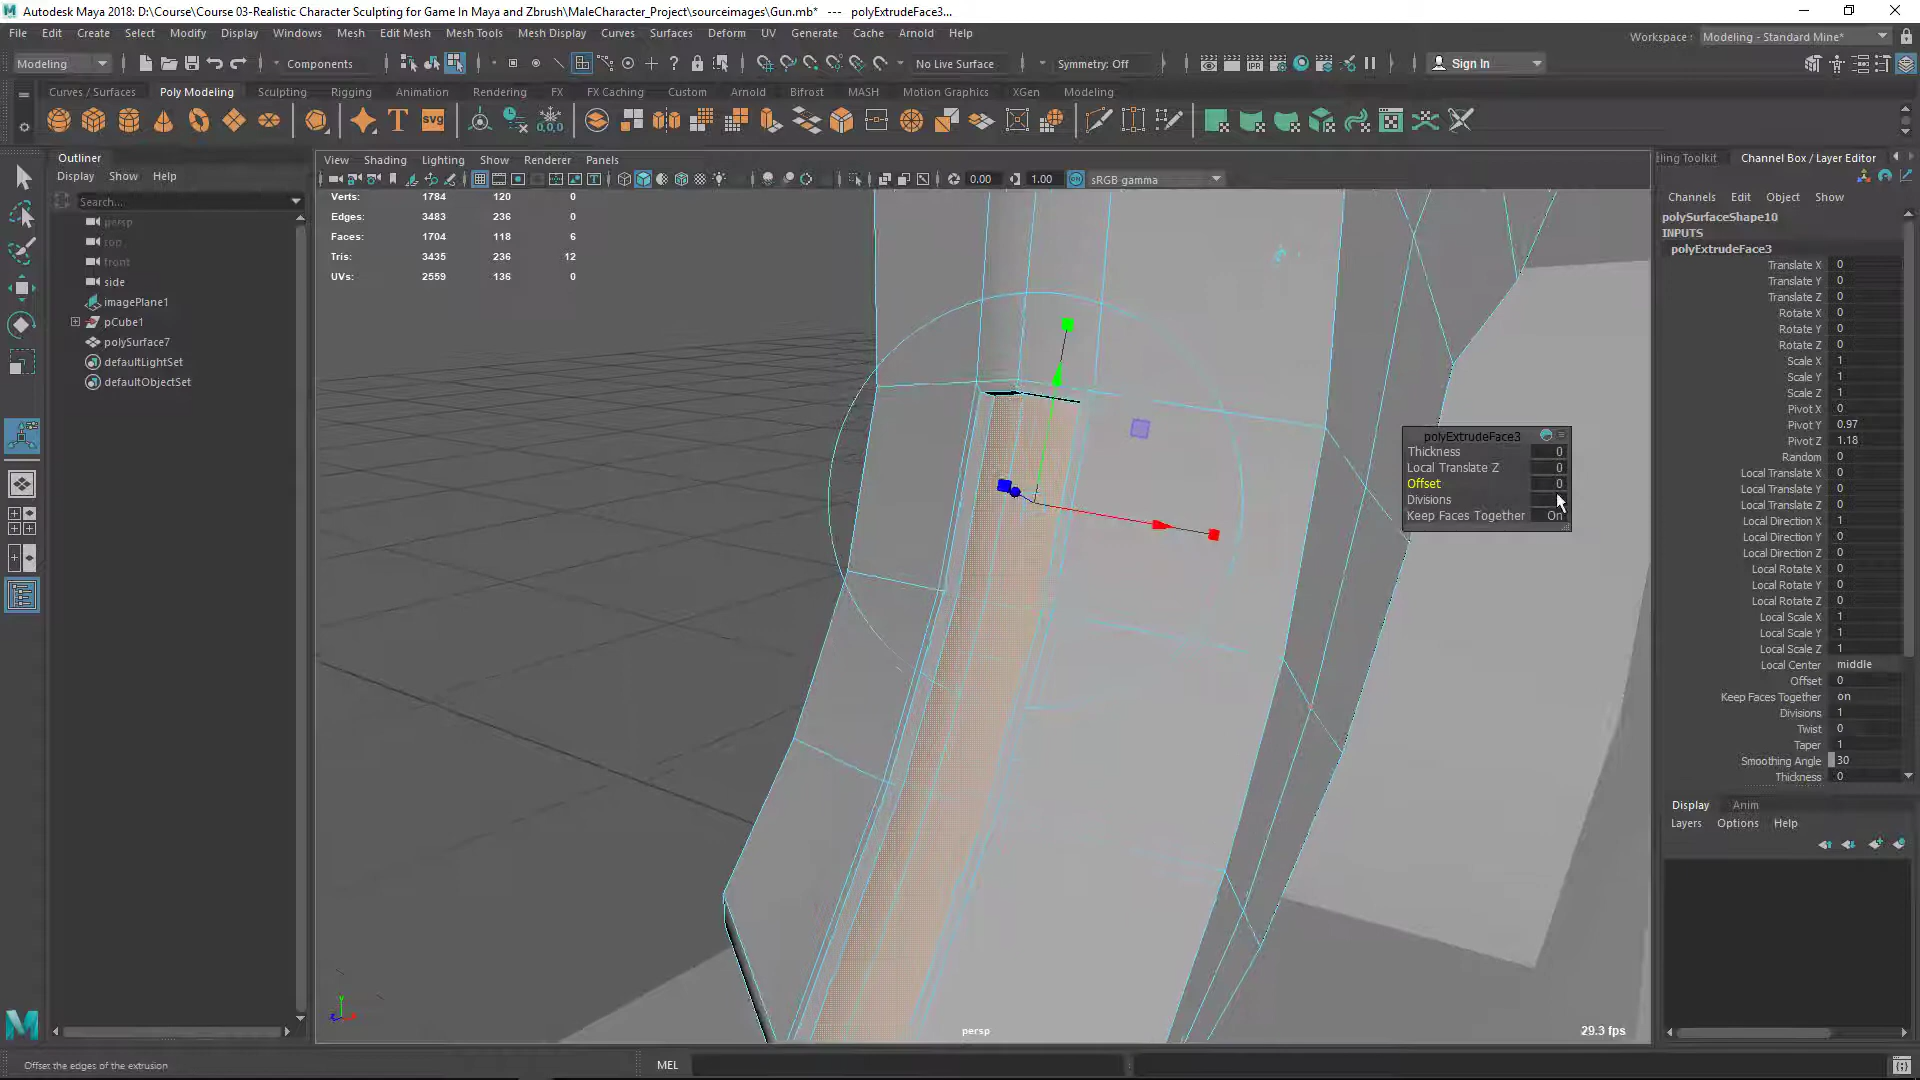 Autodesk Maya 2018: D:\Course\Course 03-Realistic Character Sculpting for Game In Maya and Zbrush\MaleCharacter_Project\sourceimages\Gun.mb* --- polyExtrudeFace3...
File Edit Create Select Modify Display Windows Mesh Edit Mesh Mesh Tools Mesh Display Curves Surfaces Deform UV Generate Cache Arnold Help
Workspace : Modeling - Standard Mine*
Modeling Components No Live Surface Symmetry: Off Sign In
Curves / Surfaces Poly Modeling Sculpting Rigging Animation Rendering FX FX Caching Custom Arnold Bifrost MASH Motion Graphics XGen Modeling
T svg 0,0,0
Outliner
Display Show Help
Search...
persp
top
front
side
imagePlane1
pCube1
polySurface7
defaultLightSet
defaultObjectSet
View Shading Lighting Show Renderer Panels
0.00 1.00 sRGB gamma
Verts: 1784 120 0
Edges: 3483 236 0
Faces: 1704 118 6
Tris: 3435 236 12
UVs: 2559 136 0
polyExtrudeFace3
Thickness 0
Local Translate Z 0
Offset 0
Divisions
Keep Faces Together On
persp
29.3 fps
ling Toolkit Channel Box / Layer Editor
Channels Edit Object Show
polySurfaceShape10
INPUTS
polyExtrudeFace3
Translate X 0
Translate Y 0
Translate Z 0
Rotate X 0
Rotate Y 0
Rotate Z 0
Scale X 1
Scale Y 1
Scale Z 1
Pivot X 0
Pivot Y 0.97
Pivot Z 1.18
Random 0
Local Translate X 0
Local Translate Y 0
Local Translate Z 0
Local Direction X 1
Local Direction Y 0
Local Direction Z 0
Local Rotate X 0
Local Rotate Y 0
Local Rotate Z 0
Local Scale X 1
Local Scale Y 1
Local Scale Z 1
Local Center middle
Offset 0
Keep Faces Together on
Divisions 1
Twist 0
Taper 1
Smoothing Angle 30
Thickness 0
Display Anim
Layers Options Help
Offset the edges of the extrusion
MEL